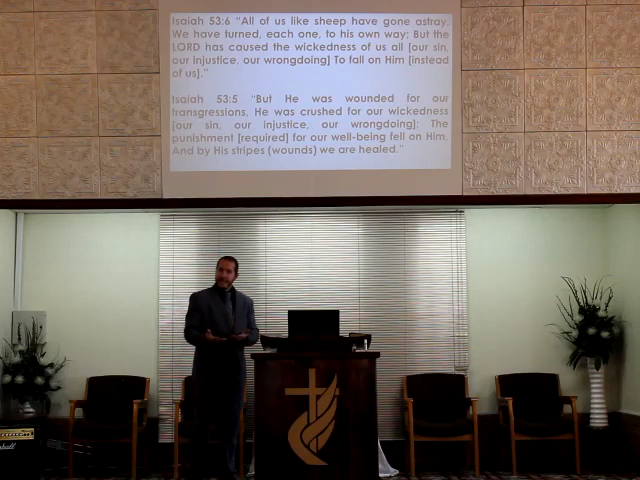 Isaiah 53:6 “All of us like sheep have gone astray.
We have turned, each one, to his own way; But the
LORD has caused the wickedness of us all [our sin,
our injustice, our wrongdoing] To fall on Him [instead
of us].”
Isaiah 53:5 “But He was wounded for our
transgressions, He was crushed for our wickedness
[our sin, our injustice, our wrongdoing]; The
punishment [required] for our well-being fell on Him,
And by His stripes (wounds) we are healed.”
Marshall